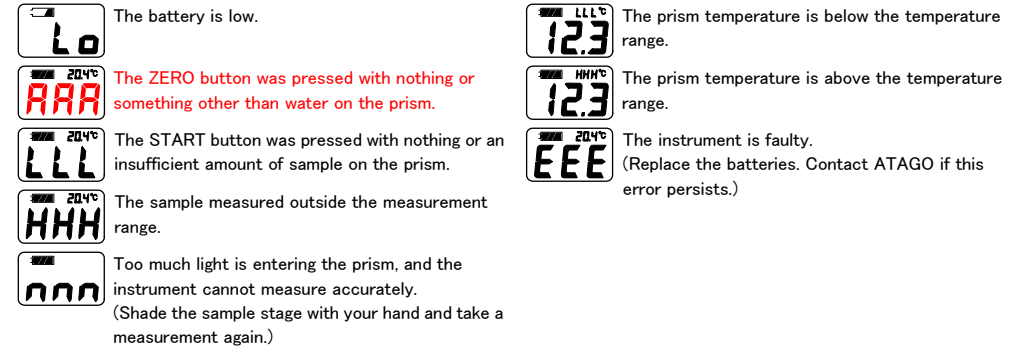 Lo
The battery is low.
AAA 20.4℃
The ZERO button was pressed with nothing or
something other than water on the prism.
LLL 20.4℃
The START button was pressed with nothing or an
insufficient amount of sample on the prism.
HHH 20.4℃
The sample measured outside the measurement
range.
nnn
Too much light is entering the prism, and the
instrument cannot measure accurately.
(Shade the sample stage with your hand and take a
measurement again.)
LLL℃
12.3
The prism temperature is below the temperature
range.
HHH℃
12.3
The prism temperature is above the temperature
range.
20.4℃
EEE
The instrument is faulty.
(Replace the batteries. Contact ATAGO if this
error persists.)